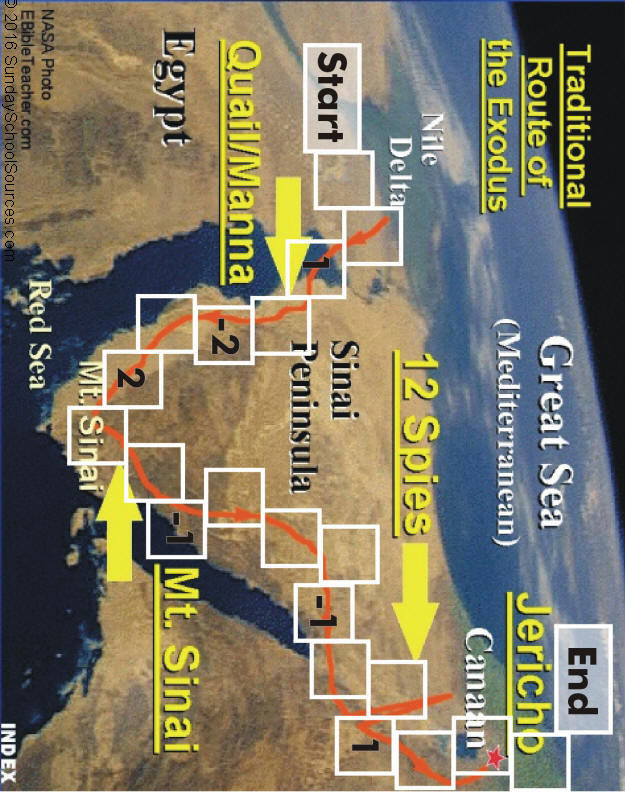 Traditional
Route of
the Exodus
Great Sea
(Mediterranean)
End
Jericho
Canaan
12 Spies
Nile
Delta
Start
1
Sinai
Peninsula
Quail/Manna
-2
2
-1
-1
1
Egypt
Mt. Sinai
Mt. Sinai
Red Sea
NASA Photo
EBibleTeacher.com
© 2016 SundaySchoolSources.com
INDEX